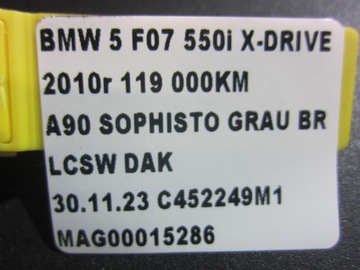 BMW 5 F07 550i X-DRIVE
2010r 119 000KM
A90 SOPHISTO GRAU BR
LCSW DAK
30.11.23 C452249M1
MAG00015286